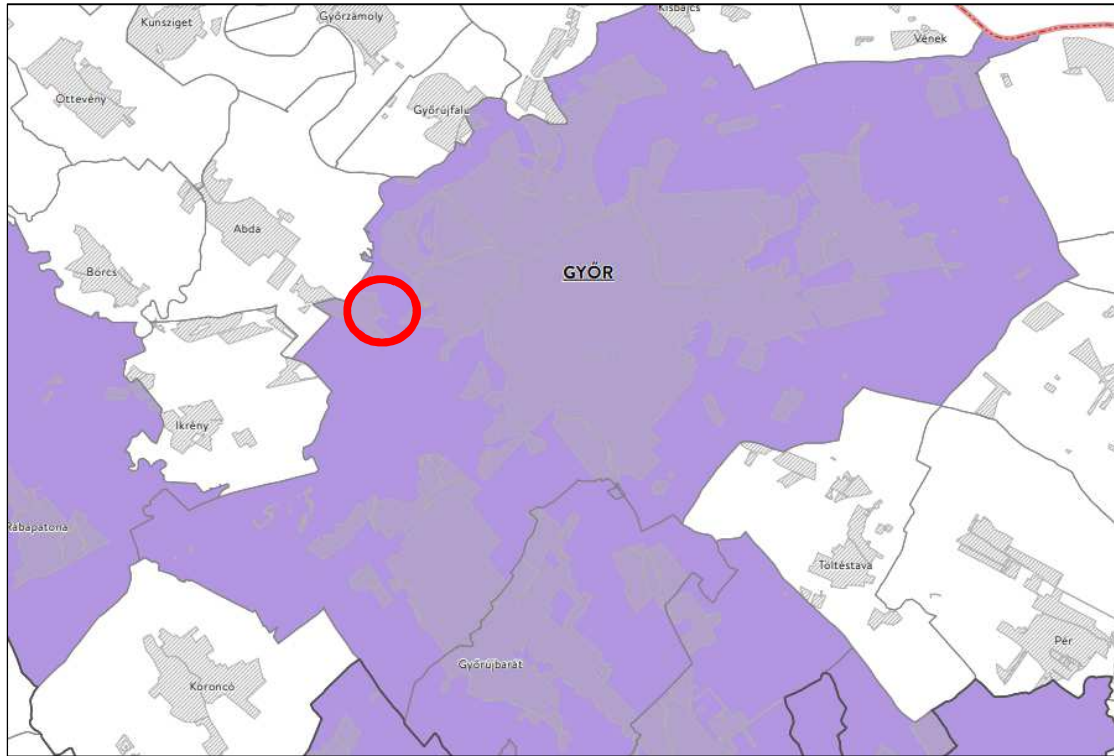 Kisbajcs
Kunsziget
Győrzámoly
Vének
Öttevény
Győrújfalu
Abda
Börcs
GYŐR
Ikrény
Rábapatona
Töltéstava
Pér
Győrújbarát
Koroncó